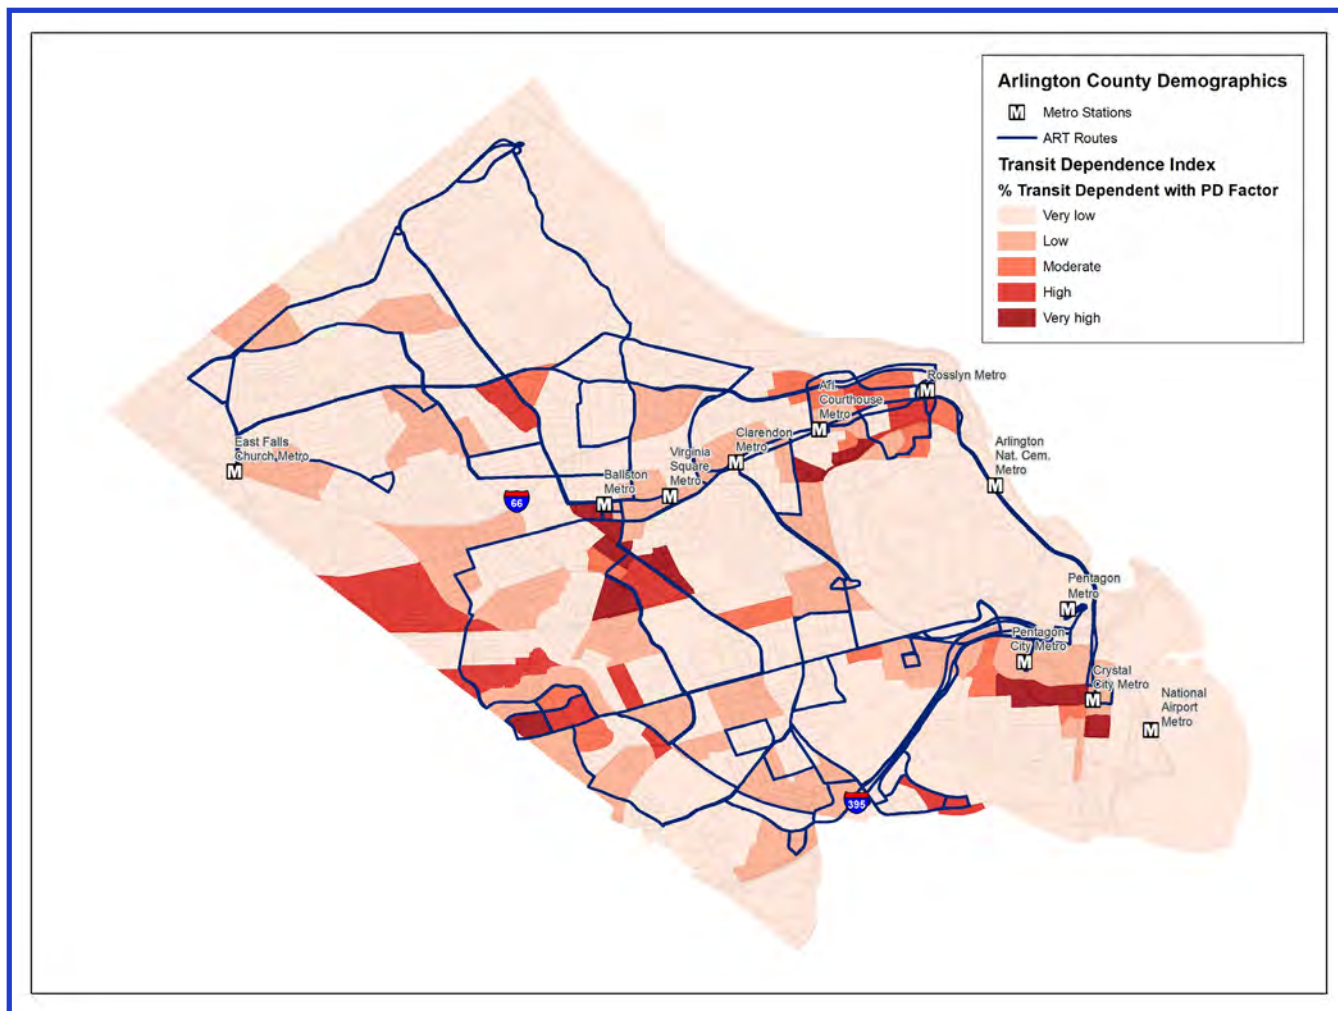 Arlington County Demographics
M Metro Stations
ART Routes
Transit Dependence Index
% Transit Dependent with PD Factor
Very low
Low
Moderate
High
Very high
Rosslyn Metro
M
Arl
Courthouse
Metro
M
Clarendon
Metro
M
Virginia
Square
Metro
M
Ballston
Metro
M
East Falls
Church Metro
M
66
Arlington
Nat. Cem.
Metro
M
Pentagon
Metro
M
Pentagon
City Metro
M
Crystal
City Metro
M
National
Airport
Metro
M
395